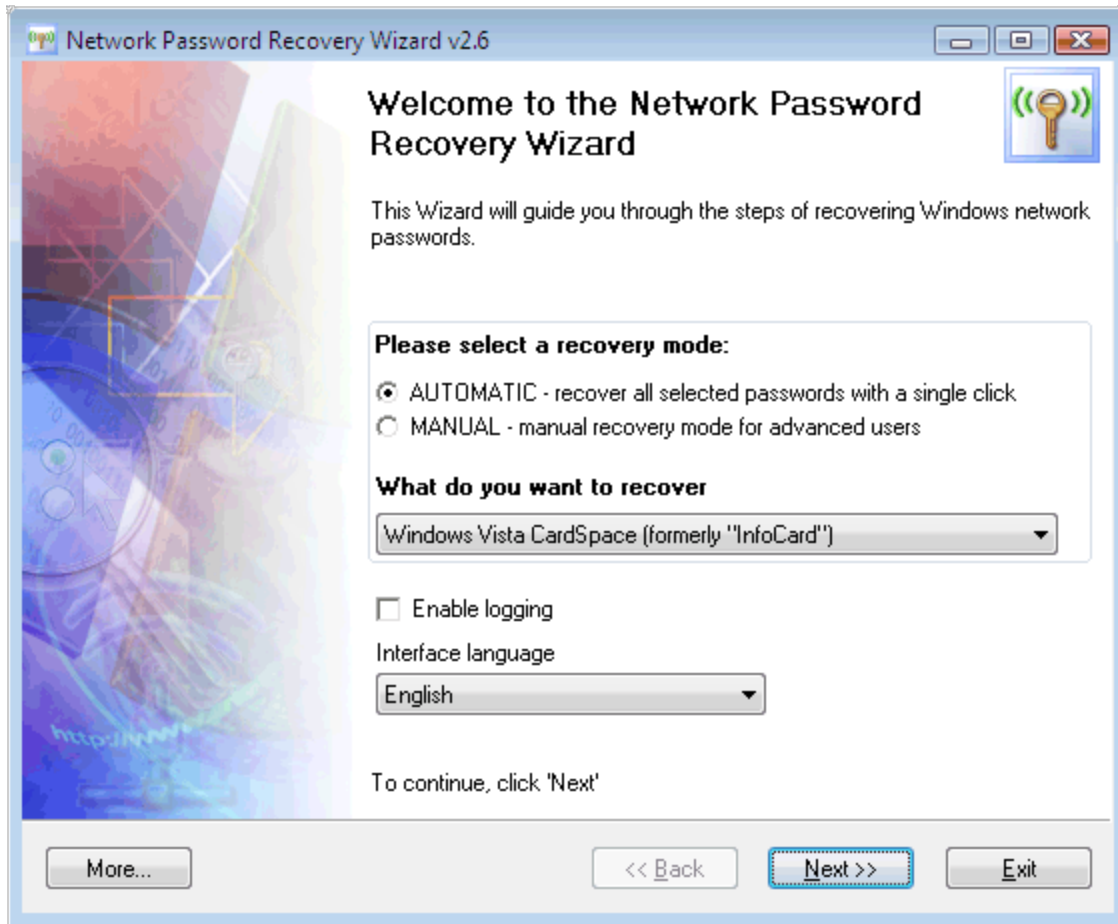 Network Password Recovery Wizard v2.6
Welcome to the Network Password
Recovery Wizard
This Wizard will guide you through the steps of recovering Windows network
passwords.
Please select a recovery mode:
AUTOMATIC - recover all selected passwords with a single click
MANUAL - manual recovery mode for advanced users
What do you want to recover
Windows Vista CardSpace (formerly "InfoCard")
Enable logging
Interface language
English
http://www
To continue, click 'Next'
More...
<< Back
Next >>
Exit